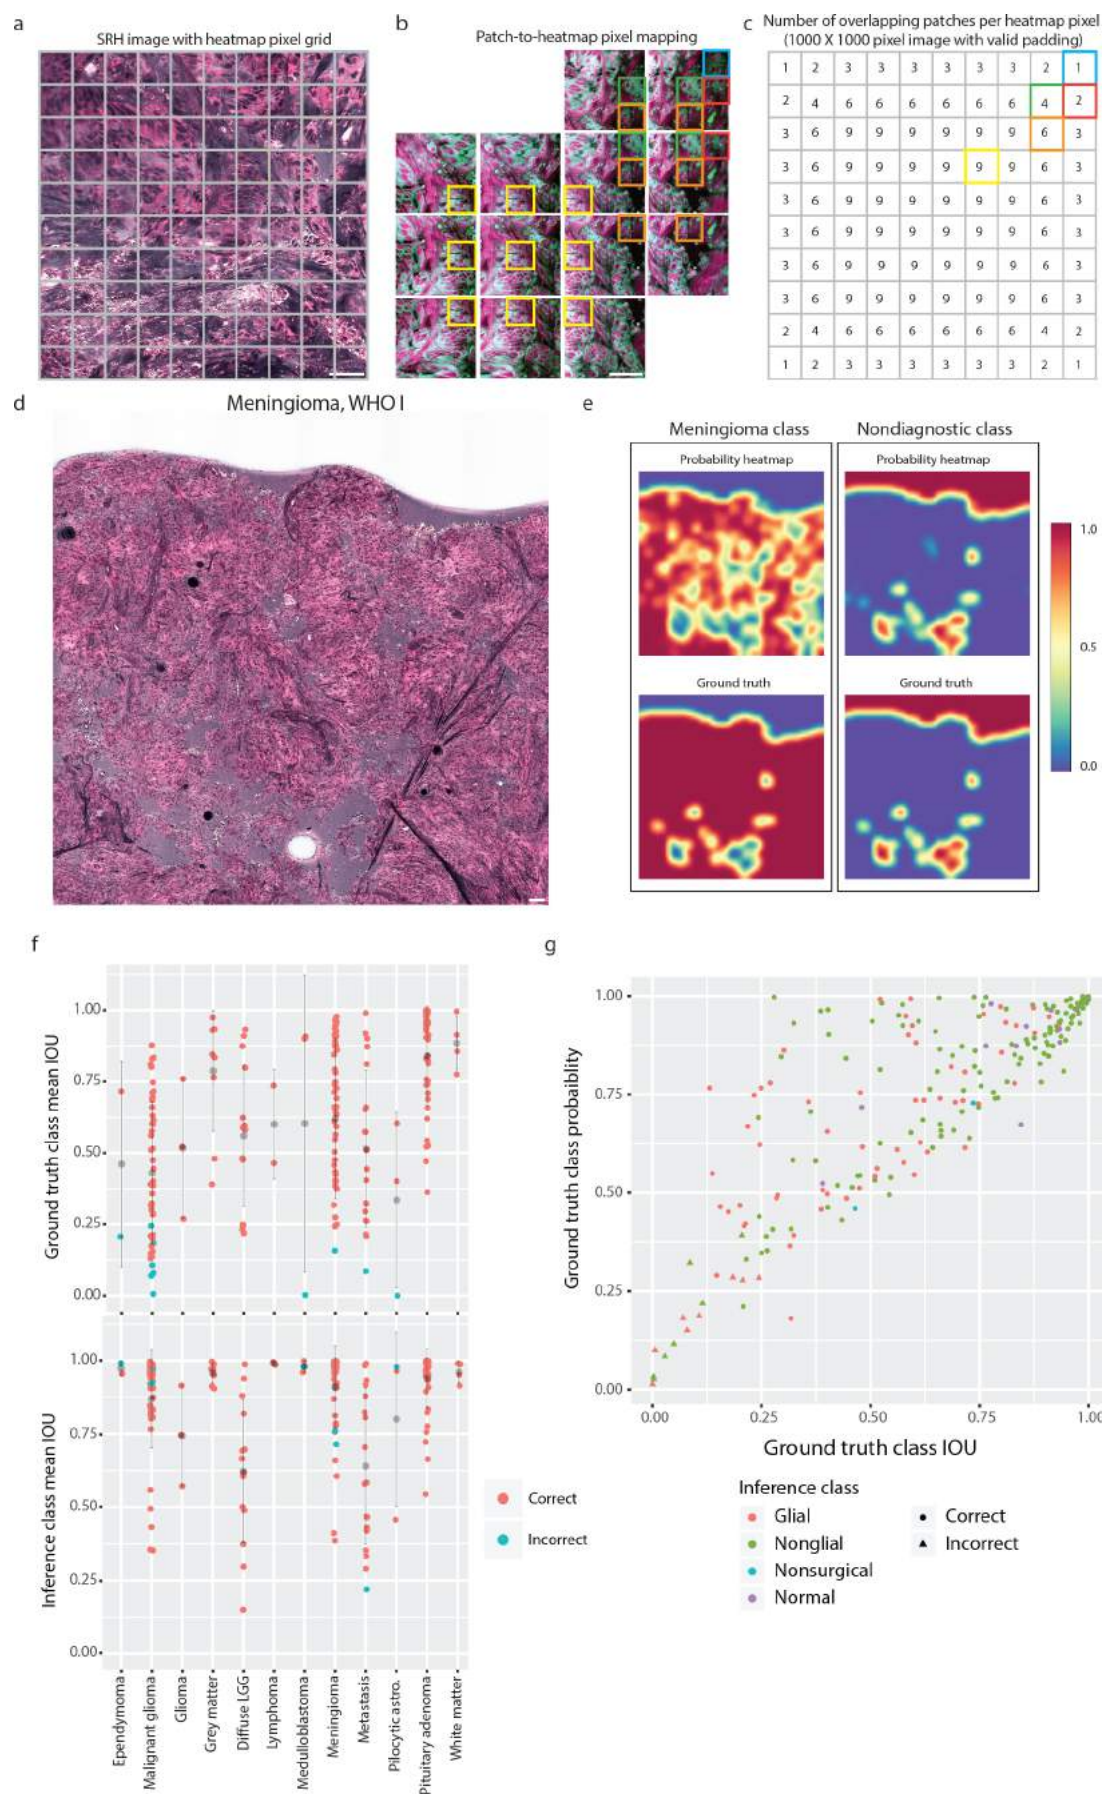 a
SRH image with heatmap pixel grid
b
Patch-to-heatmap pixel mapping
c
Number of overlapping patches per heatmap pixel
(1000 X 1000 pixel image with valid padding)
1 2 3 3 3 3 3 3 2 1
2 4 6 6 6 6 6 6 4 2
3 6 9 9 9 9 9 9 6 3
3 6 9 9 9 9 9 9 6 3
3 6 9 9 9 9 9 9 6 3
3 6 9 9 9 9 9 9 6 3
3 6 9 9 9 9 9 9 6 3
3 6 9 9 9 9 9 9 6 3
2 4 6 6 6 6 6 6 4 2
1 2 3 3 3 3 3 3 2 1
d
Meningioma, WHO I
e
Meningioma class
Nondiagnostic class
Probability heatmap
Probability heatmap
Ground truth
Ground truth
1.0
0.5
0.0
f
Ground truth class mean IOU
1.00
0.75
0.50
0.25
0.00
Inference class mean IOU
1.00
0.75
0.50
0.25
0.00
Ependymoma
Malignant glioma
Glioma
Grey matter
Diffuse LGG
Lymphoma
Medulloblastoma
Meningioma
Metastasis
Pilocytic astro.
Pituitary adenoma
White matter
Correct
Incorrect
g
Ground truth class probaiblity
1.00
0.75
0.50
0.25
0.00
0.00 0.25 0.50 0.75 1.00
Ground truth class IOU
Inference class
Glial
Nonglial
Nonsurgical
Normal
Correct
Incorrect